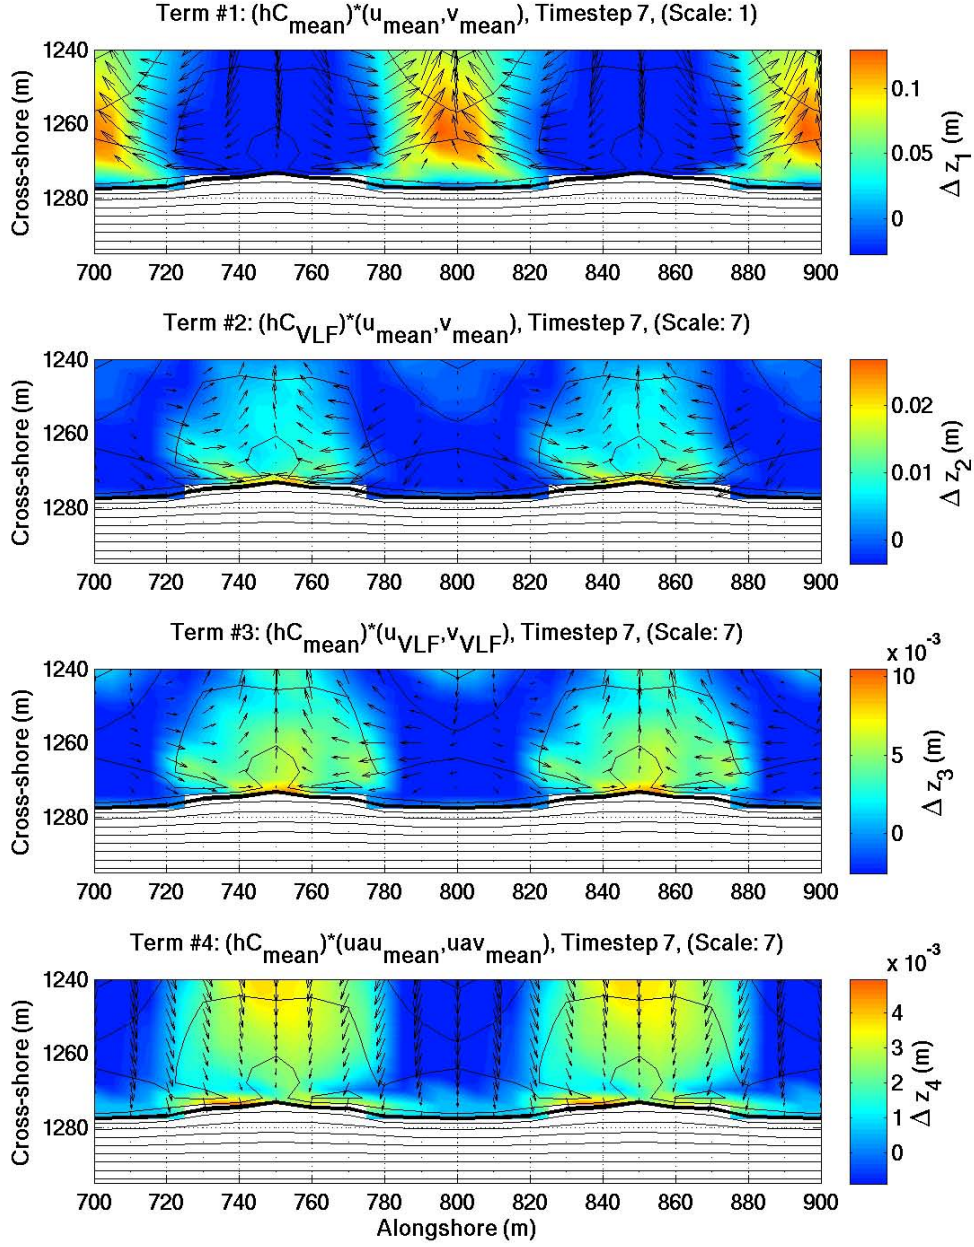 Term #1: (hC_mean)*(u_mean,v_mean), Timestep 7, (Scale: 1)
1240
1260
1280
Cross-shore (m)
700 720 740 760 780 800 820 840 860 880 900
0.1
0.05
0
Δ z_1 (m)
Term #2: (hC_VLF)*(u_mean,v_mean), Timestep 7, (Scale: 7)
1240
1260
1280
Cross-shore (m)
700 720 740 760 780 800 820 840 860 880 900
0.02
0.01
0
Δ z_2 (m)
Term #3: (hC_mean)*(u_VLF,v_VLF), Timestep 7, (Scale: 7)
x 10^-3
1240
1260
1280
Cross-shore (m)
700 720 740 760 780 800 820 840 860 880 900
10
5
0
Δ z_3 (m)
Term #4: (hC_mean)*(uau_mean,uav_mean), Timestep 7, (Scale: 7)
x 10^-3
1240
1260
1280
Cross-shore (m)
700 720 740 760 780 800 820 840 860 880 900
4
3
2
1
0
Δ z_4 (m)
Alongshore (m)